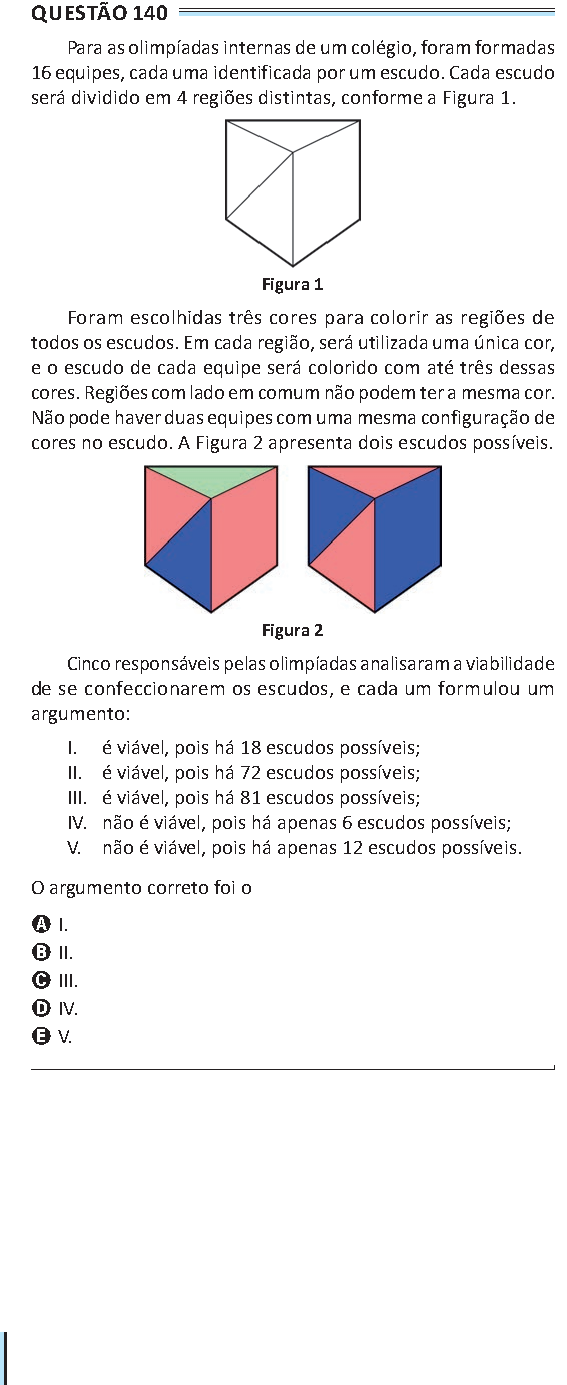 QUESTÃO 140
Para as olimpíadas internas de um colégio, foram formadas
16 equipes, cada uma identificada por um escudo. Cada escudo
será dividido em 4 regiões distintas, conforme a Figura 1.
Figura 1
Foram escolhidas três cores para colorir as regiões de
todos os escudos. Em cada região, será utilizada uma única cor,
e o escudo de cada equipe será colorido com até três dessas
cores. Regiões com lado em comum não podem ter a mesma cor.
Não pode haver duas equipes com uma mesma configuração de
cores no escudo. A Figura 2 apresenta dois escudos possíveis.
Figura 2
Cinco responsáveis pelas olimpíadas analisaram a viabilidade
de se confeccionarem os escudos, e cada um formulou um
argumento:
I. é viável, pois há 18 escudos possíveis;
II. é viável, pois há 72 escudos possíveis;
III. é viável, pois há 81 escudos possíveis;
IV. não é viável, pois há apenas 6 escudos possíveis;
V. não é viável, pois há apenas 12 escudos possíveis.
O argumento correto foi o
A I.
B II.
C III.
D IV.
E V.